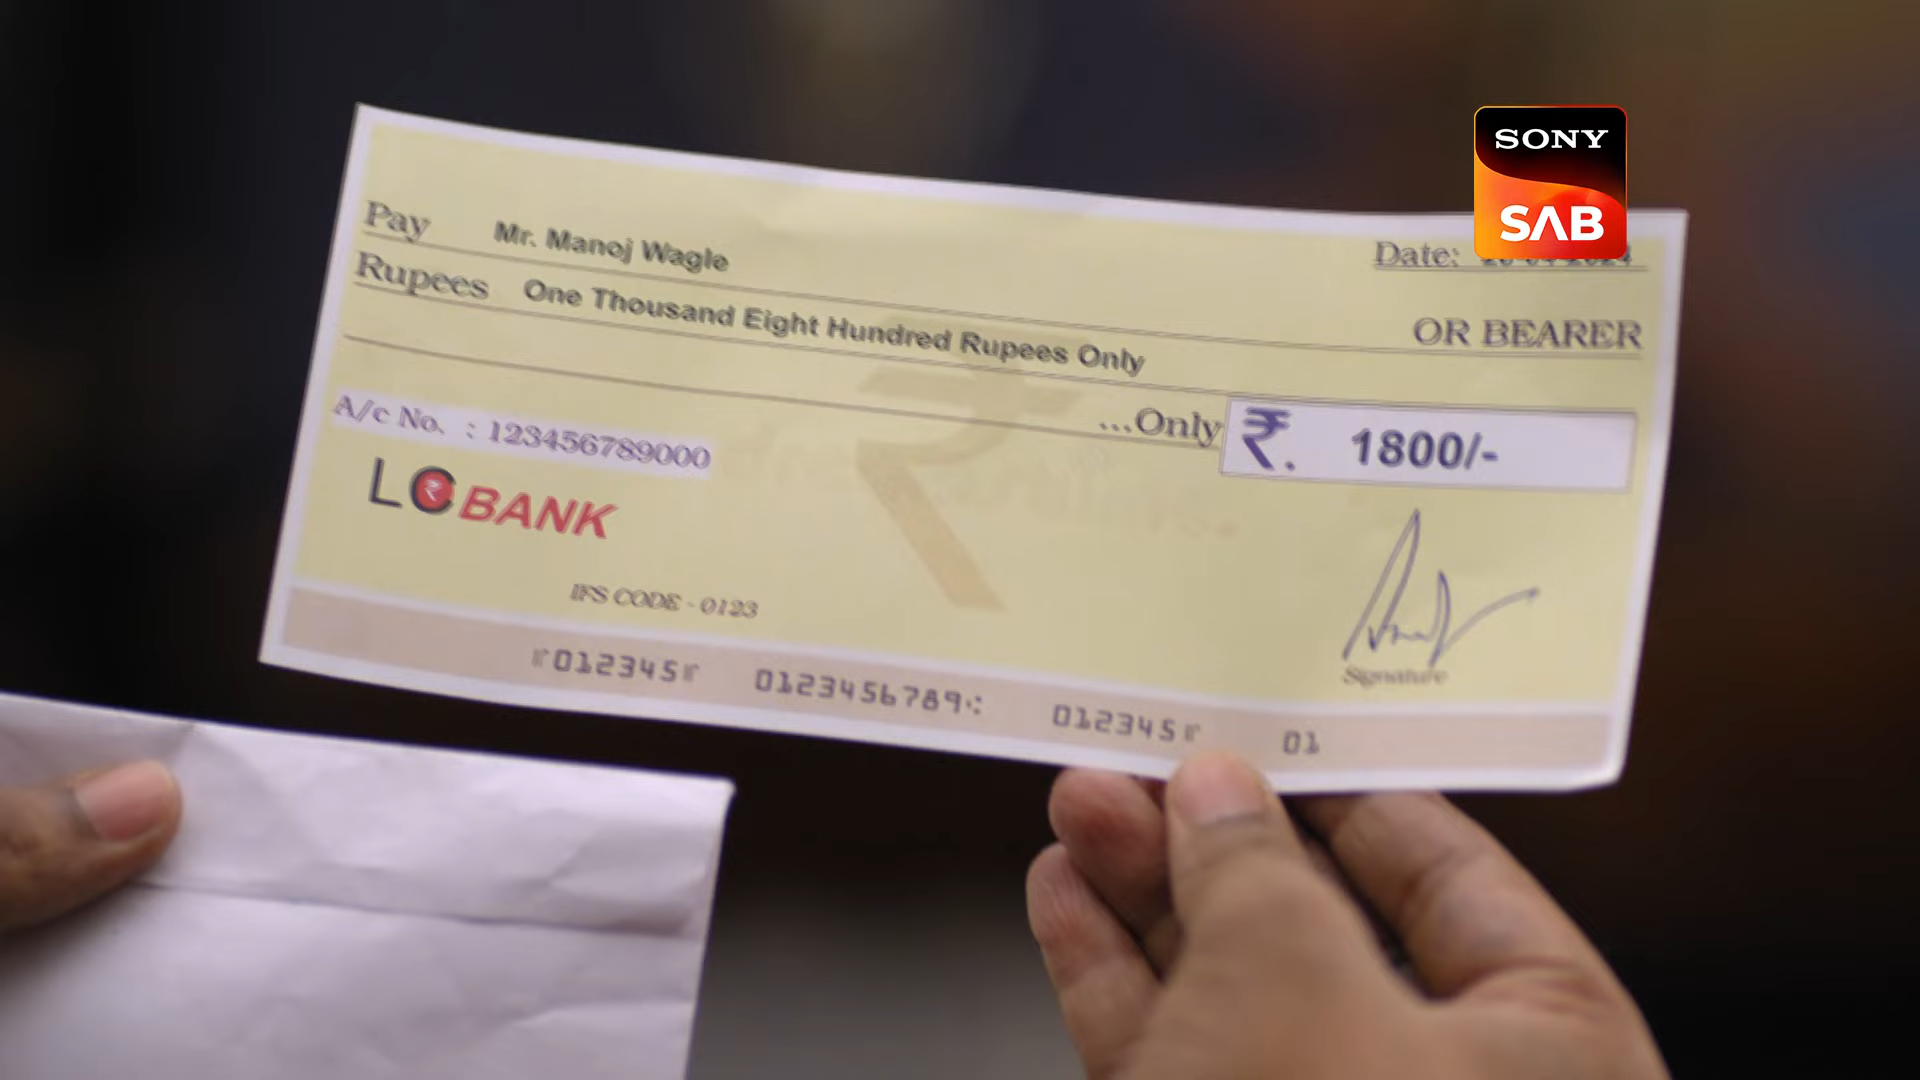 SONY
SAB
Pay Mr. Manoj Wagle
Date:
Rupees One Thousand Eight Hundred Rupees Only
OR BEARER
...Only ₹. 1800/-
A/c No. : 123456789000
LC BANK
IFS CODE - 0123
Signature
⑈012345⑈ 0123456789⑆ 012345⑈ 01